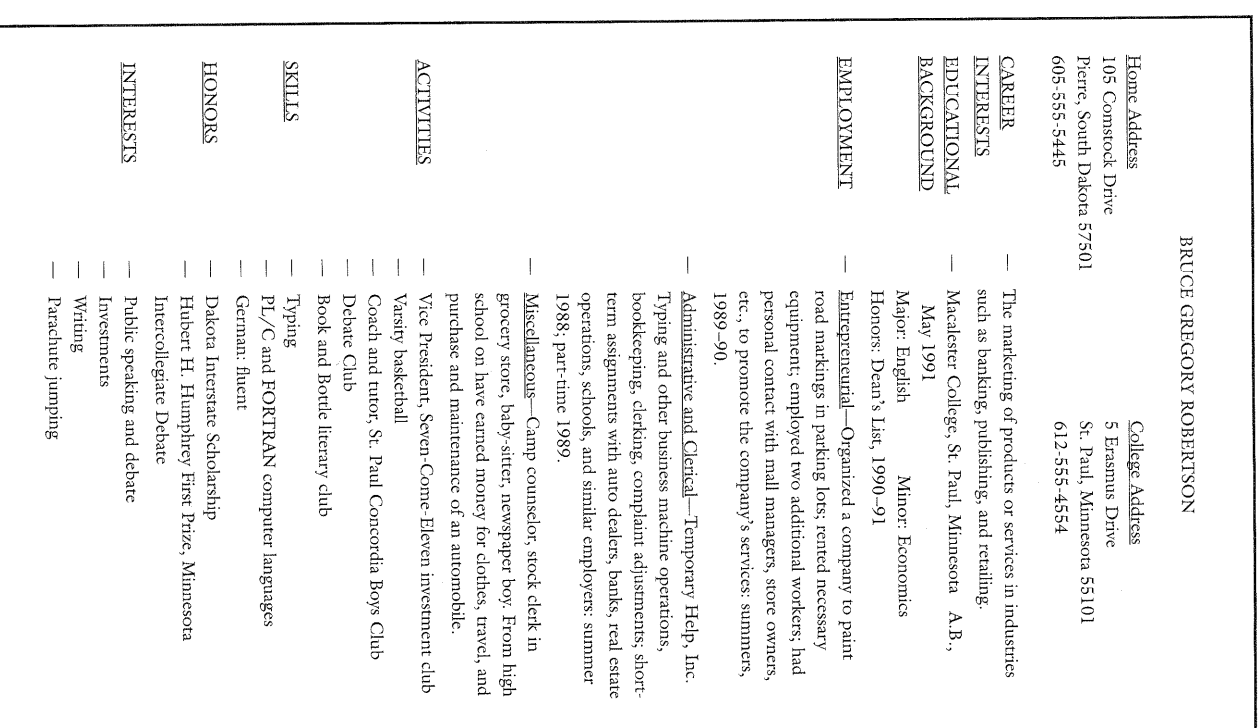 BRUCE GREGORY ROBERTSON
Home Address
105 Comstock Drive
Pierre, South Dakota 57501
605-555-5445
College Address
5 Erasmus Drive
St. Paul, Minnesota 55101
612-555-4554
CAREER
INTERESTS
— The marketing of products or services in industries
such as banking, publishing, and retailing.
EDUCATIONAL
BACKGROUND
— Macalester College, St. Paul, Minnesota A.B.,
May 1991
Major: English Minor: Economics
Honors: Dean's List, 1990–91
EMPLOYMENT
— Entrepreneurial—Organized a company to paint
road markings in parking lots; rented necessary
equipment; employed two additional workers; had
personal contact with mall managers, store owners,
etc., to promote the company's services: summers,
1989–90.
— Administrative and Clerical—Temporary Help, Inc.
Typing and other business machine operations,
bookkeeping, clerking, complaint adjustments; short-
term assignments with auto dealers, banks, real estate
operations, schools, and similar employers: summer
1988; part-time 1989.
— Miscellaneous—Camp counselor, stock clerk in
grocery store, baby-sitter, newspaper boy. From high
school on have earned money for clothes, travel, and
purchase and maintenance of an automobile.
ACTIVITIES
— Vice President, Seven-Come-Eleven investment club
— Varsity basketball
— Coach and tutor, St. Paul Concordia Boys Club
— Debate Club
— Book and Bottle literary club
SKILLS
— Typing
— PL/C and FORTRAN computer languages
— German: fluent
HONORS
— Dakota Interstate Scholarship
— Hubert H. Humphrey First Prize, Minnesota
Intercollegiate Debate
INTERESTS
— Public speaking and debate
— Investments
— Writing
— Parachute jumping